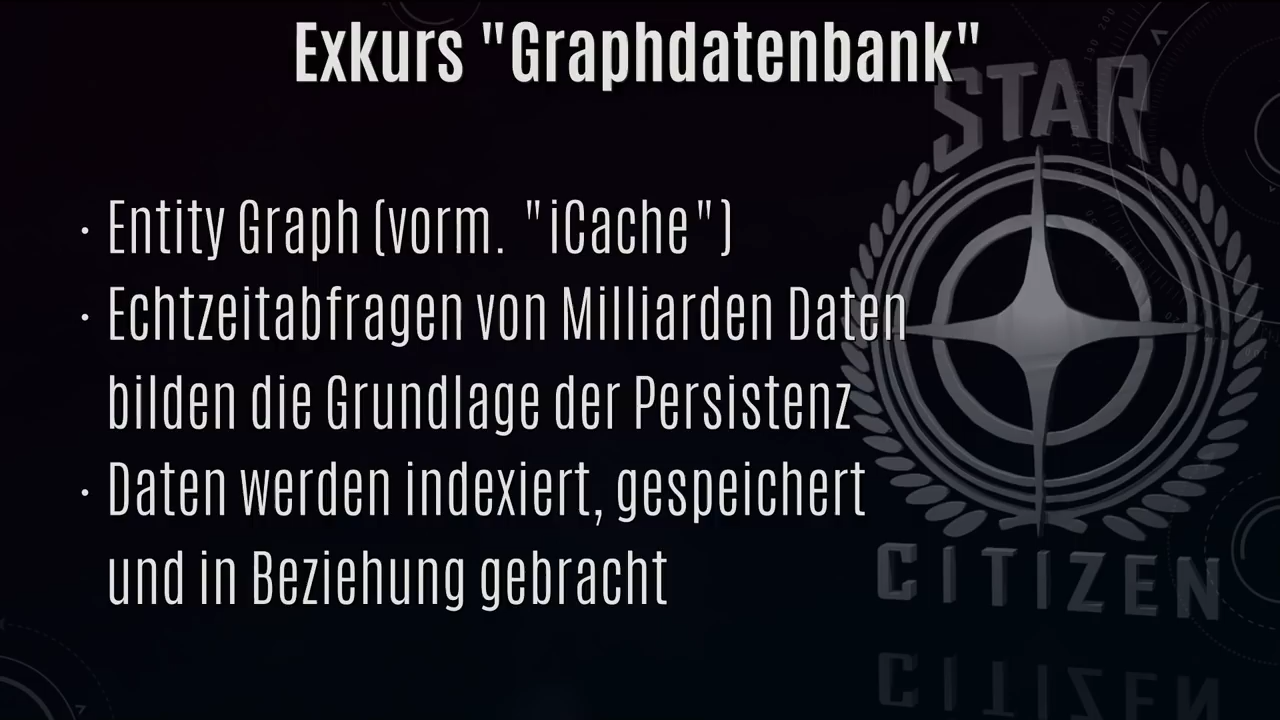 Exkurs "Graphdatenbank"
STAR
· Entity Graph (vorm. "iCache")
· Echtzeitabfragen von Milliarden Daten
bilden die Grundlage der Persistenz
· Daten werden indexiert, gespeichert
und in Beziehung gebracht
CITIZEN